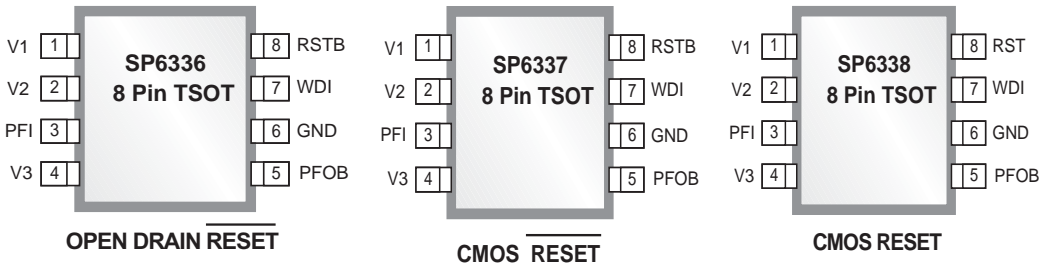 V1 1 SP6336 8 RSTB
V2 2 8 Pin TSOT 7 WDI
PFI 3 6 GND
V3 4 5 PFOB
OPEN DRAIN RESET
V1 1 SP6337 8 RSTB
V2 2 8 Pin TSOT 7 WDI
PFI 3 6 GND
V3 4 5 PFOB
CMOS RESET
V1 1 SP6338 8 RST
V2 2 8 Pin TSOT 7 WDI
PFI 3 6 GND
V3 4 5 PFOB
CMOS RESET